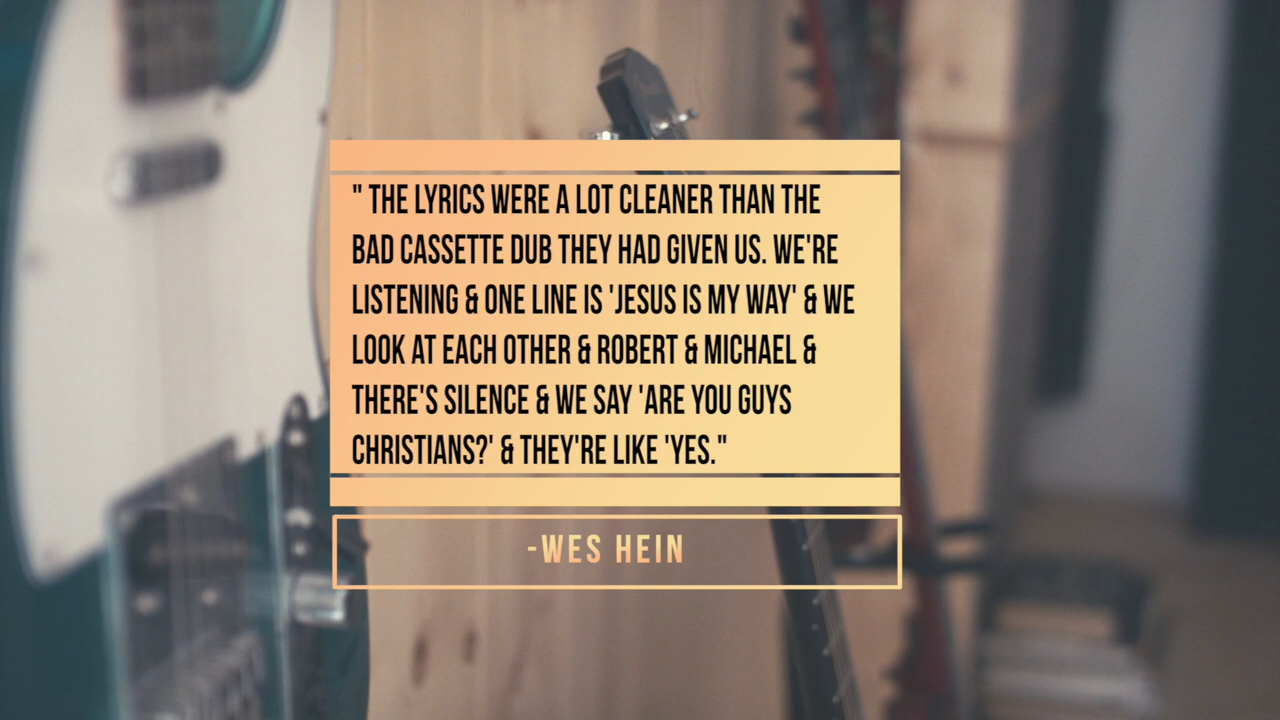 " THE LYRICS WERE A LOT CLEANER THAN THE
BAD CASSETTE DUB THEY HAD GIVEN US. WE'RE
LISTENING & ONE LINE IS 'JESUS IS MY WAY' & WE
LOOK AT EACH OTHER & ROBERT & MICHAEL &
THERE'S SILENCE & WE SAY 'ARE YOU GUYS
CHRISTIANS?' & THEY'RE LIKE 'YES."
-WES HEIN